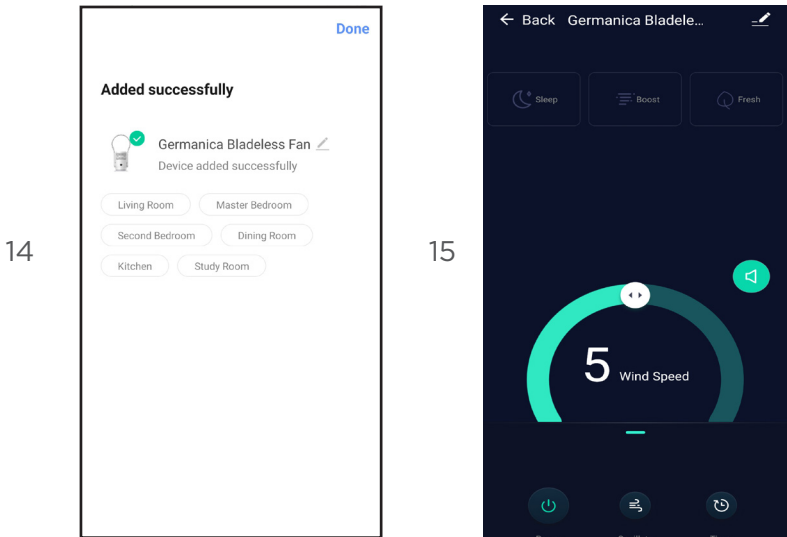 14
Done
Added successfully
Germanica Bladeless Fan
Device added successfully
Living Room Master Bedroom
Second Bedroom Dining Room
Kitchen Study Room
15
Back Germanica Bladele...
Sleep Boost Fresh
5 Wind Speed